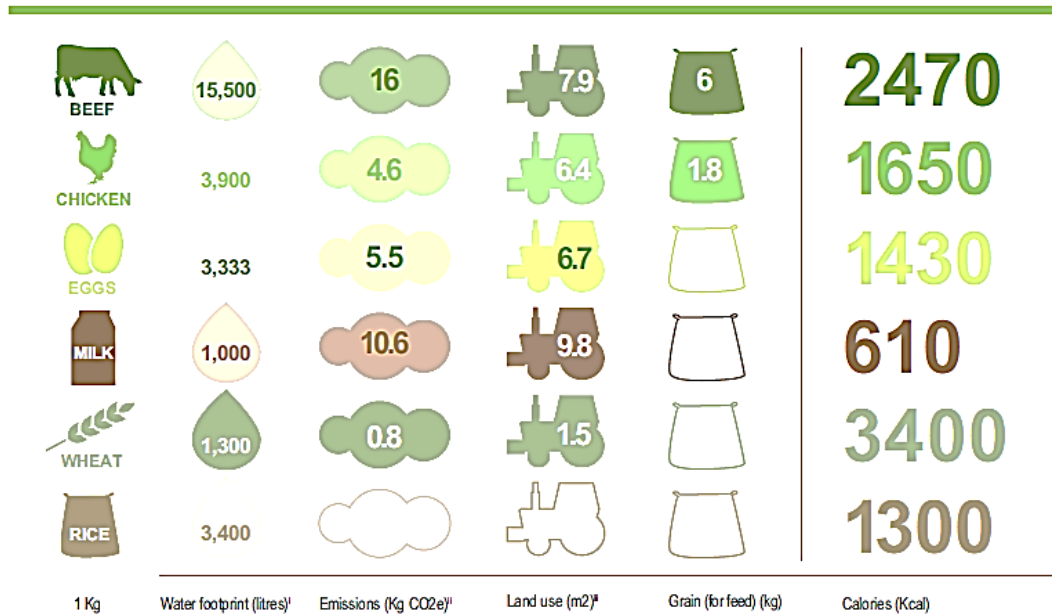 BEEF 15,500 16 7.9 6 2470
CHICKEN 3,900 4.6 6.4 1.8 1650
EGGS 3,333 5.5 6.7 1430
MILK 1,000 10.6 9.8 610
WHEAT 1,300 0.8 1.5 3400
RICE 3,400 1300
1 Kg Water footprint (litres)ⁱ Emissions (Kg CO2e)ⁱⁱ Land use (m2)ⁱⁱⁱ Grain (for feed) (kg) Calories (Kcal)